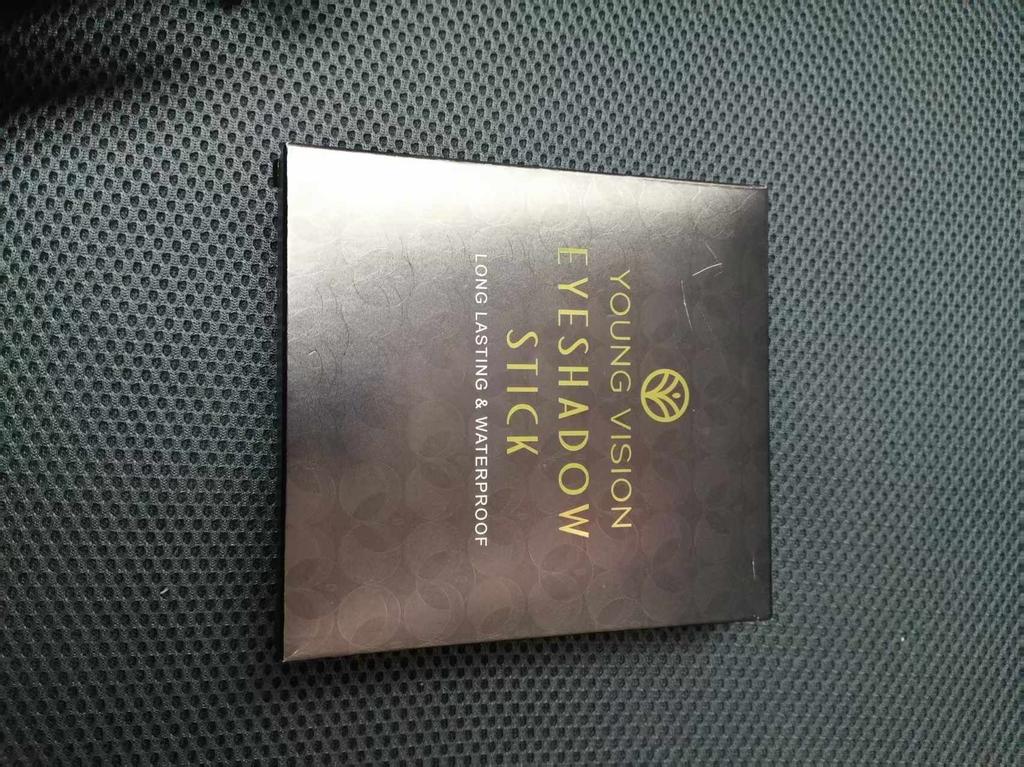 YOUNG VISION
EYESHADOW
STICK
LONG LASTING & WATERPROOF